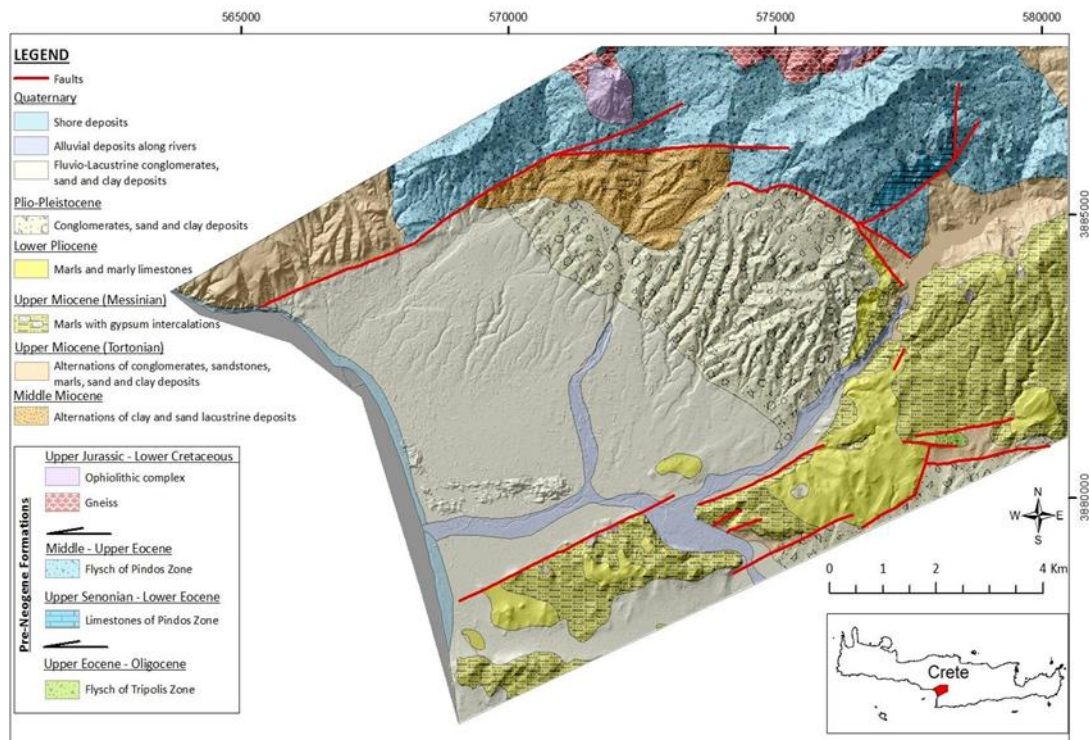 565000
570000
575000
580000
LEGEND
Faults
Quaternary
Shore deposits
Alluvial deposits along rivers
Fluvio-Lacustrine conglomerates,
sand and clay deposits
Plio-Pleistocene
Conglomerates, sand and clay deposits
Lower Pliocene
Marls and marly limestones
Upper Miocene (Messinian)
Marls with gypsum intercalations
Upper Miocene (Tortonian)
Alternations of conglomerates, sandstones,
marls, sand and clay deposits
Middle Miocene
Alternations of clay and sand lacustrine deposits
Pre-Neogene Formations
Upper Jurassic - Lower Cretaceous
Ophiolithic complex
Gneiss
Middle - Upper Eocene
Flysch of Pindos Zone
Upper Senonian - Lower Eocene
Limestones of Pindos Zone
Upper Eocene - Oligocene
Flysch of Tripolis Zone
3885000
3880000
N
W E
S
0 2 4 Km
Crete